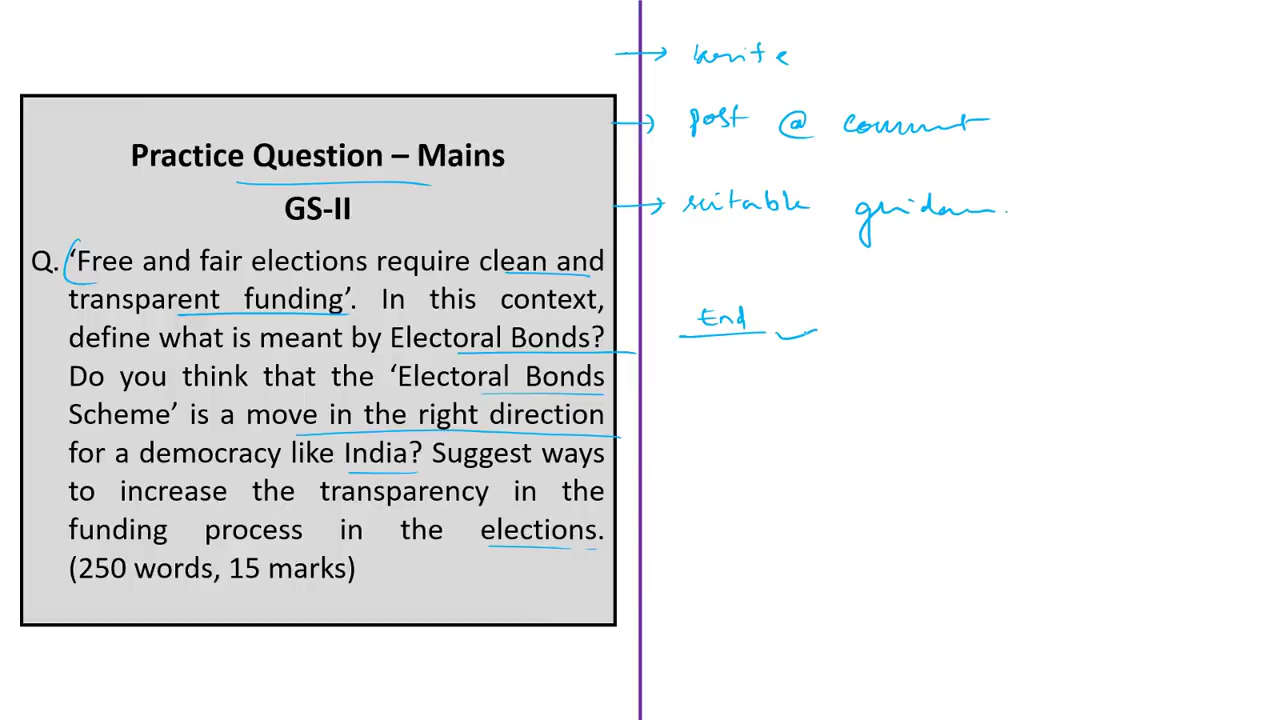 Practice Question – Mains
GS-II
Q. ‘Free and fair elections require clean and
transparent funding’. In this context,
define what is meant by Electoral Bonds?
Do you think that the ‘Electoral Bonds
Scheme’ is a move in the right direction
for a democracy like India? Suggest ways
to increase the transparency in the
funding process in the elections.
(250 words, 15 marks)
→ write
→ post @ comment
→ suitable guidan.
End